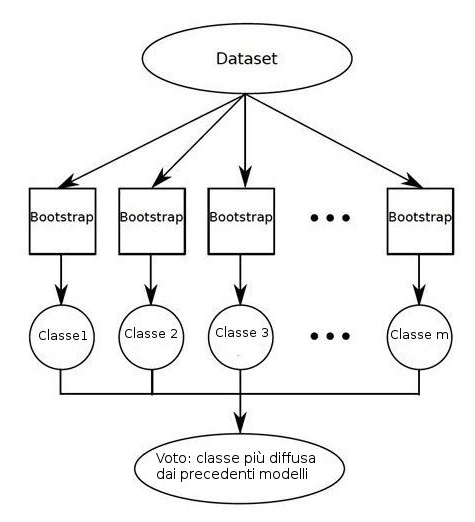 Dataset
Bootstrap Bootstrap Bootstrap ••• Bootstrap
Classe1 Classe 2 Classe 3 ••• Classe m
Voto: classe più diffusa
dai precedenti modelli